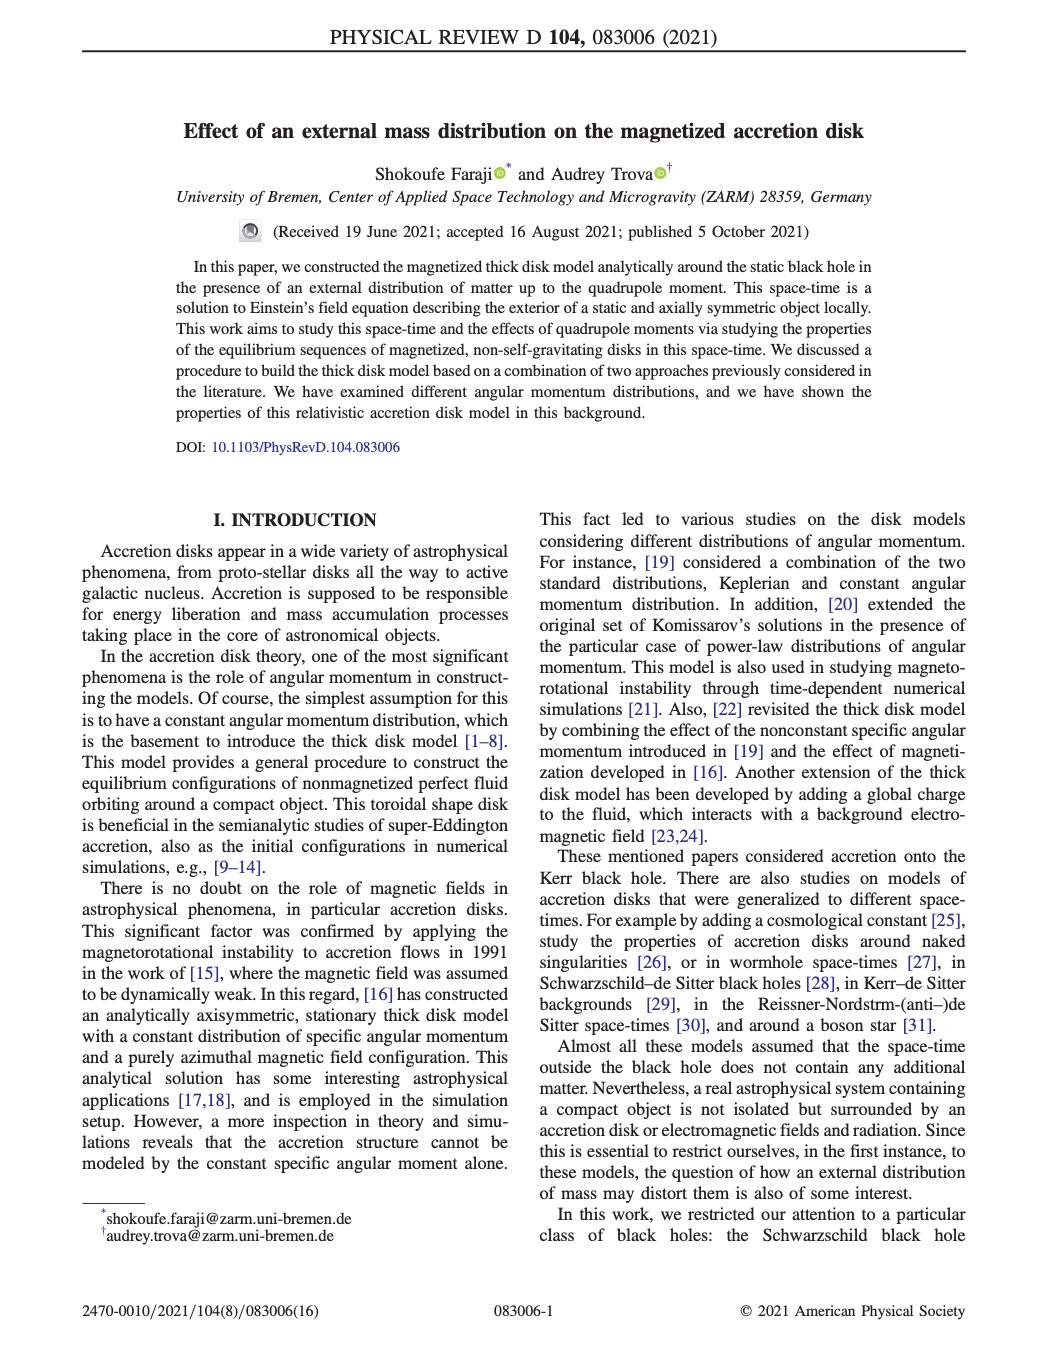 PHYSICAL REVIEW D 104, 083006 (2021)
Effect of an external mass distribution on the magnetized accretion disk
Shokoufe Faraji* and Audrey Trova†
University of Bremen, Center of Applied Space Technology and Microgravity (ZARM) 28359, Germany
(Received 19 June 2021; accepted 16 August 2021; published 5 October 2021)
In this paper, we constructed the magnetized thick disk model analytically around the static black hole in
the presence of an external distribution of matter up to the quadrupole moment. This space-time is a
solution to Einstein's field equation describing the exterior of a static and axially symmetric object locally.
This work aims to study this space-time and the effects of quadrupole moments via studying the properties
of the equilibrium sequences of magnetized, non-self-gravitating disks in this space-time. We discussed a
procedure to build the thick disk model based on a combination of two approaches previously considered in
the literature. We have examined different angular momentum distributions, and we have shown the
properties of this relativistic accretion disk model in this background.
DOI: 10.1103/PhysRevD.104.083006
I. INTRODUCTION
Accretion disks appear in a wide variety of astrophysical
phenomena, from proto-stellar disks all the way to active
galactic nucleus. Accretion is supposed to be responsible
for energy liberation and mass accumulation processes
taking place in the core of astronomical objects.
In the accretion disk theory, one of the most significant
phenomena is the role of angular momentum in construct-
ing the models. Of course, the simplest assumption for this
is to have a constant angular momentum distribution, which
is the basement to introduce the thick disk model [1–8].
This model provides a general procedure to construct the
equilibrium configurations of nonmagnetized perfect fluid
orbiting around a compact object. This toroidal shape disk
is beneficial in the semianalytic studies of super-Eddington
accretion, also as the initial configurations in numerical
simulations, e.g., [9–14].
There is no doubt on the role of magnetic fields in
astrophysical phenomena, in particular accretion disks.
This significant factor was confirmed by applying the
magnetorotational instability to accretion flows in 1991
in the work of [15], where the magnetic field was assumed
to be dynamically weak. In this regard, [16] has constructed
an analytically axisymmetric, stationary thick disk model
with a constant distribution of specific angular momentum
and a purely azimuthal magnetic field configuration. This
analytical solution has some interesting astrophysical
applications [17,18], and is employed in the simulation
setup. However, a more inspection in theory and simu-
lations reveals that the accretion structure cannot be
modeled by the constant specific angular moment alone.
*shokoufe.faraji@zarm.uni-bremen.de
†audrey.trova@zarm.uni-bremen.de
This fact led to various studies on the disk models
considering different distributions of angular momentum.
For instance, [19] considered a combination of the two
standard distributions, Keplerian and constant angular
momentum distribution. In addition, [20] extended the
original set of Komissarov's solutions in the presence of
the particular case of power-law distributions of angular
momentum. This model is also used in studying magneto-
rotational instability through time-dependent numerical
simulations [21]. Also, [22] revisited the thick disk model
by combining the effect of the nonconstant specific angular
momentum introduced in [19] and the effect of magneti-
zation developed in [16]. Another extension of the thick
disk model has been developed by adding a global charge
to the fluid, which interacts with a background electro-
magnetic field [23,24].
These mentioned papers considered accretion onto the
Kerr black hole. There are also studies on models of
accretion disks that were generalized to different space-
times. For example by adding a cosmological constant [25],
study the properties of accretion disks around naked
singularities [26], or in wormhole space-times [27], in
Schwarzschild–de Sitter black holes [28], in Kerr–de Sitter
backgrounds [29], in the Reissner-Nordstrm-(anti–)de
Sitter space-times [30], and around a boson star [31].
Almost all these models assumed that the space-time
outside the black hole does not contain any additional
matter. Nevertheless, a real astrophysical system containing
a compact object is not isolated but surrounded by an
accretion disk or electromagnetic fields and radiation. Since
this is essential to restrict ourselves, in the first instance, to
these models, the question of how an external distribution
of mass may distort them is also of some interest.
In this work, we restricted our attention to a particular
class of black holes: the Schwarzschild black hole
2470-0010/2021/104(8)/083006(16)
083006-1
© 2021 American Physical Society